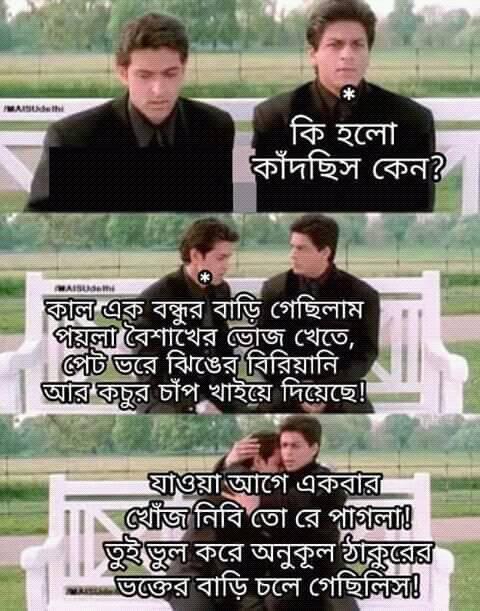 /MAISUdelhi
*
কি হলো
কাঁদছিস কেন?
/MAISUdelhi
*
কাল এক বন্ধুর বাড়ি গেছিলাম
পয়লা বৈশাখের ভোজ খেতে,
পেট ভরে ঝিঙের বিরিয়ানি
আর কচুর চাঁপ খাইয়ে দিয়েছে!
যাওয়া আগে একবার
খোঁজ নিবি তো রে পাগলা!
তুই ভুল করে অনুকূল ঠাকুরের
ভক্তের বাড়ি চলে গেছিলিস!